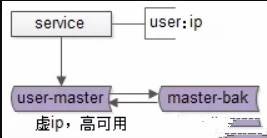 service
user:ip
user-master
master-bak
虚ip，高可用